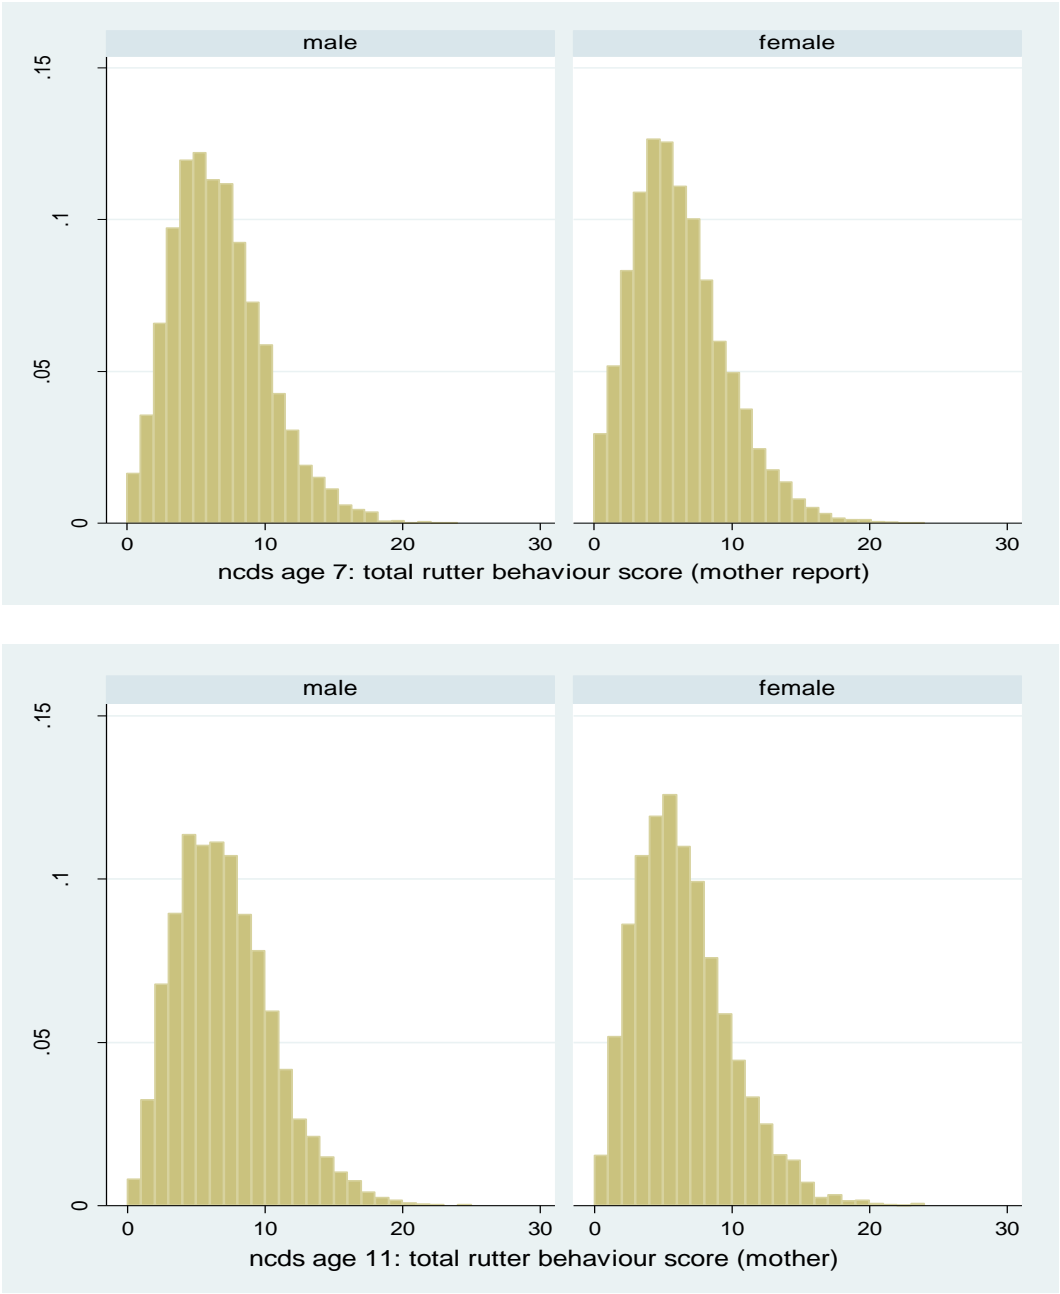 male female
.15
.1
.05
0
0 10 20 30 0 10 20 30
ncds age 7: total rutter behaviour score (mother report)
male female
.15
.1
.05
0
0 10 20 30 0 10 20 30
ncds age 11: total rutter behaviour score (mother)